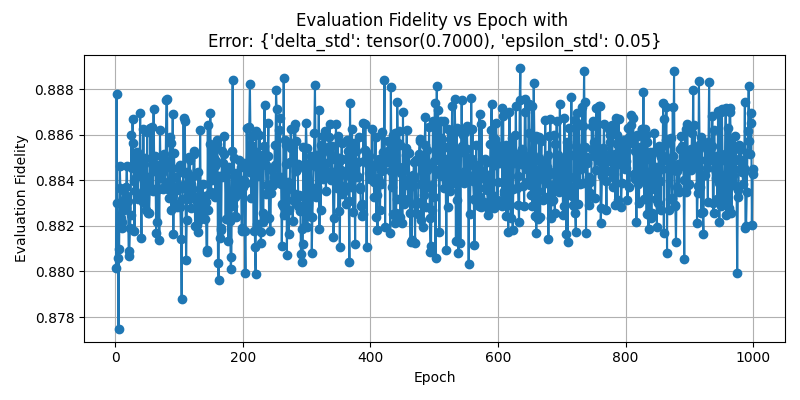 Evaluation Fidelity vs Epoch with
Error: {'delta_std': tensor(0.7000), 'epsilon_std': 0.05}
Evaluation Fidelity
0.888
0.886
0.884
0.882
0.880
0.878
0 200 400 600 800 1000
Epoch